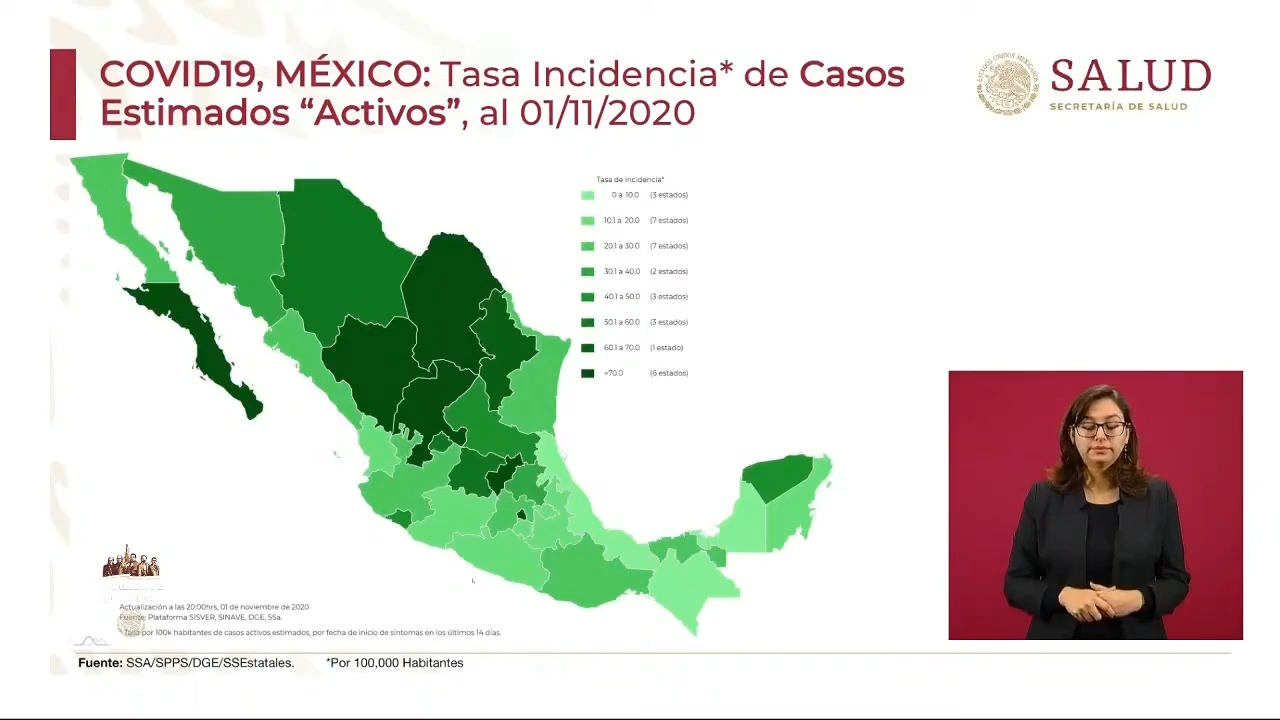 COVID19, MÉXICO: Tasa Incidencia* de Casos
Estimados “Activos”, al 01/11/2020
SALUD
SECRETARÍA DE SALUD
Tasa de incidencia*
0 a 10.0 (3 estados)
10.1 a 20.0 (7 estados)
20.1 a 30.0 (7 estados)
30.1 a 40.0 (2 estados)
40.1 a 50.0 (3 estados)
50.1 a 60.0 (3 estados)
60.1 a 70.0 (1 estado)
>70.0 (6 estados)
Actualización a las 20:00hrs, 01 de noviembre de 2020
Fuente: Plataforma SISVER, SINAVE, DGE, SSa.
Tasa por 100k habitantes de casos activos estimados, por fecha de inicio de síntomas en los últimos 14 días.
Fuente: SSA/SPPS/DGE/SSEstatales. *Por 100,000 Habitantes